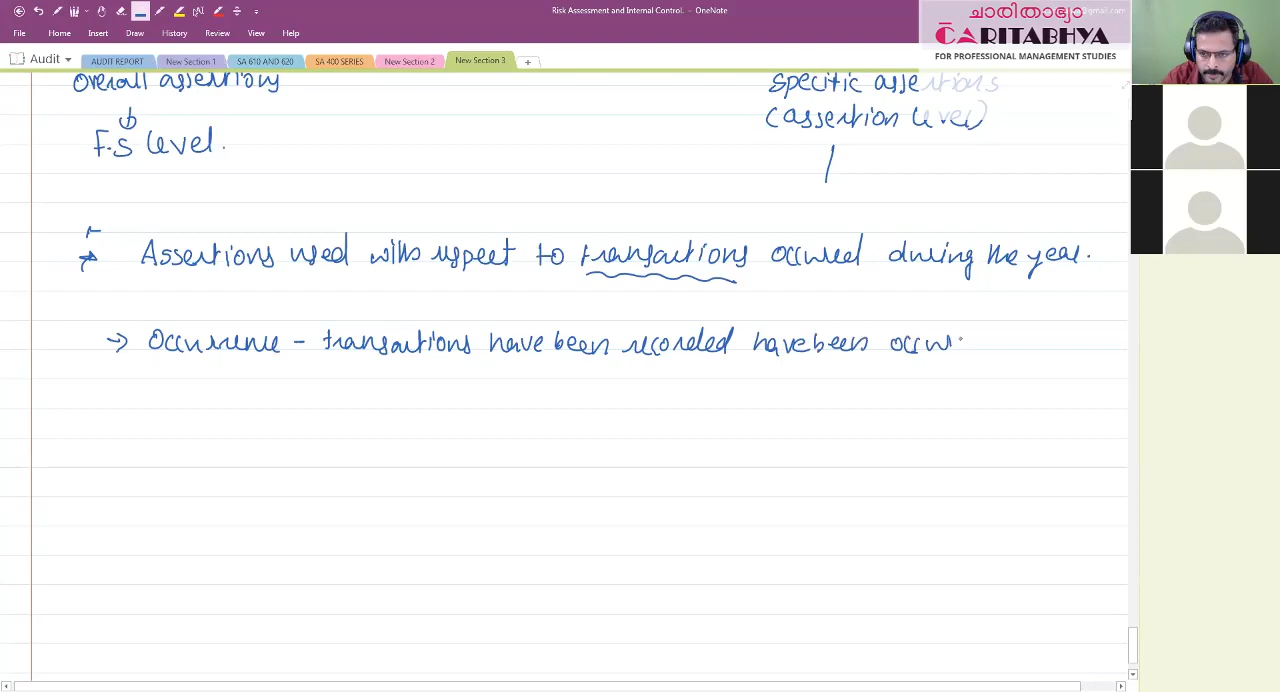 Risk Assessment and Internal Control. - OneNote
ചാരിതാഭ്യാ
CARITABHYA
FOR PROFESSIONAL MANAGEMENT STUDIES
File Home Insert Draw History Review View Help
Audit AUDIT REPORT New Section 1 SA 610 AND 620 SA 400 SERIES New Section 2 New Section 3
Overall assertions
F.S level.
specific assertions
(assertion level)
Assertions used with respect to transactions occured during the year.
→ Occurrence - transactions have been recorded have been occur